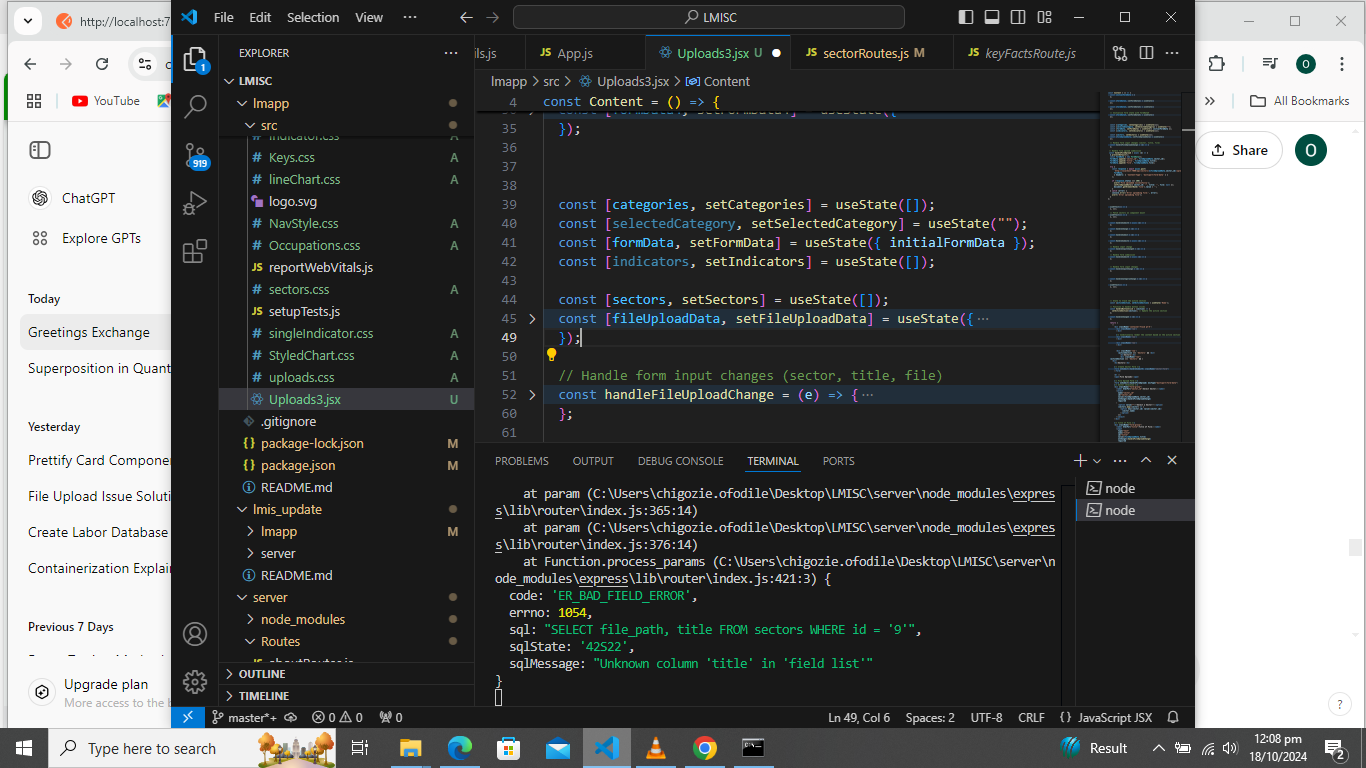 http://localhost:7
File Edit Selection View ···
LMISC
EXPLORER
App.js
Uploads3.jsx U
sectorRoutes.js M
keyFactsRoute.js
LMISC
lmapp
src
Keys.css A
lineChart.css A
logo.svg
NavStyle.css A
Occupations.css A
reportWebVitals.js
sectors.css A
setupTests.js
singleIndicator.css A
StyledChart.css A
uploads.css A
Uploads3.jsx U
.gitignore
package-lock.json M
package.json M
README.md
lmis_update
lmapp M
server
README.md
server
node_modules
Routes
OUTLINE
TIMELINE
1
919
lmapp > src > Uploads3.jsx > Content
4 const Content = () => {
35 });
36
37
38
39 const [categories, setCategories] = useState([]);
40 const [selectedCategory, setSelectedCategory] = useState("");
41 const [formData, setFormData] = useState({ initialFormData });
42 const [indicators, setIndicators] = useState([]);
43
44 const [sectors, setSectors] = useState([]);
45 const [fileUploadData, setFileUploadData] = useState({ ···
49 });
50
51 // Handle form input changes (sector, title, file)
52 const handleFileUploadChange = (e) => { ···
60 };
61
PROBLEMS OUTPUT DEBUG CONSOLE TERMINAL PORTS
at param (C:\Users\chigozie.ofodile\Desktop\LMISC\server\node_modules\expres
s\lib\router\index.js:365:14)
at param (C:\Users\chigozie.ofodile\Desktop\LMISC\server\node_modules\expres
s\lib\router\index.js:376:14)
at Function.process_params (C:\Users\chigozie.ofodile\Desktop\LMISC\server\n
ode_modules\express\lib\router\index.js:421:3) {
code: 'ER_BAD_FIELD_ERROR',
errno: 1054,
sql: "SELECT file_path, title FROM sectors WHERE id = '9'",
sqlState: '42S22',
sqlMessage: "Unknown column 'title' in 'field list'"
}
node
node
master*+
0 0
0
Ln 49, Col 6 Spaces: 2 UTF-8 CRLF JavaScript JSX
YouTube
ChatGPT
Explore GPTs
Today
Greetings Exchange
Superposition in Quant
Yesterday
Prettify Card Componen
File Upload Issue Soluti
Create Labor Database
Containerization Explai
Previous 7 Days
Upgrade plan
More access to the b
O
All Bookmarks
Share
O
?
Type here to search
Result
12:08 pm
18/10/2024
2